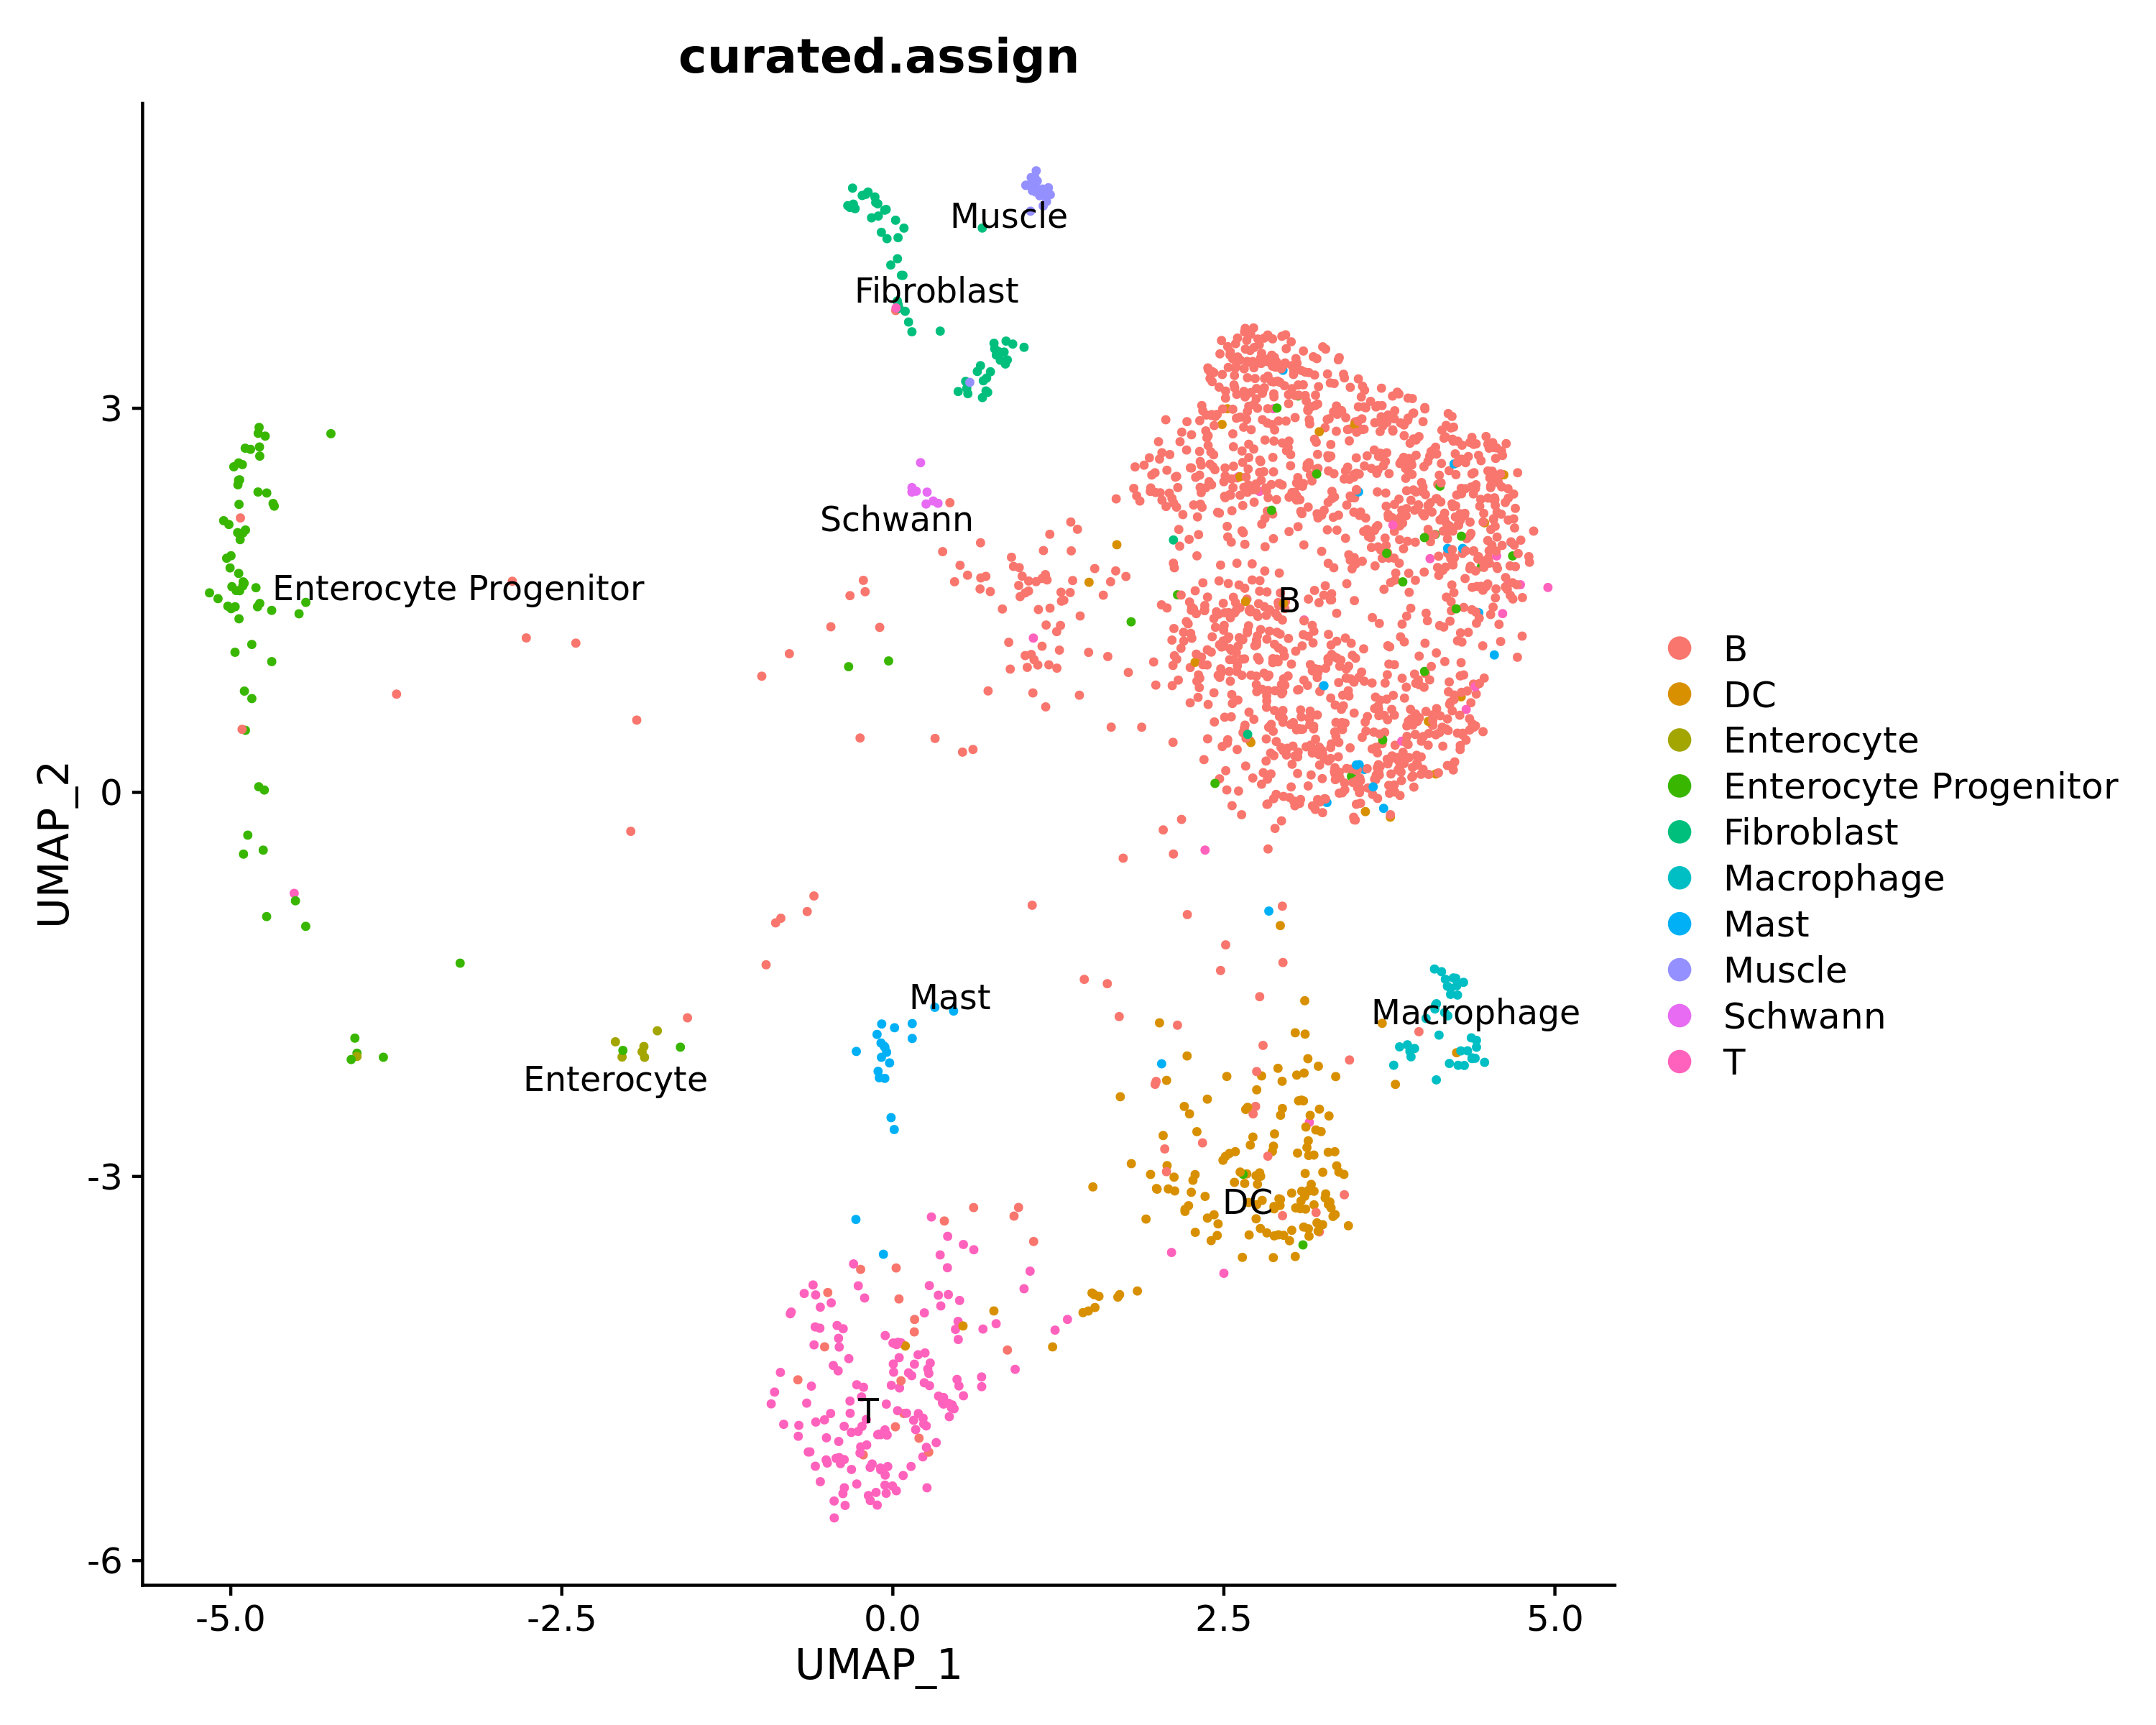 curated.assign
Muscle
Fibroblast
Schwann
Enterocyte Progenitor
B
Mast
Macrophage
Enterocyte
DC
T
UMAP_2
3
0
-3
-6
-5.0
-2.5
0.0
2.5
5.0
UMAP_1
B
DC
Enterocyte
Enterocyte Progenitor
Fibroblast
Macrophage
Mast
Muscle
Schwann
T